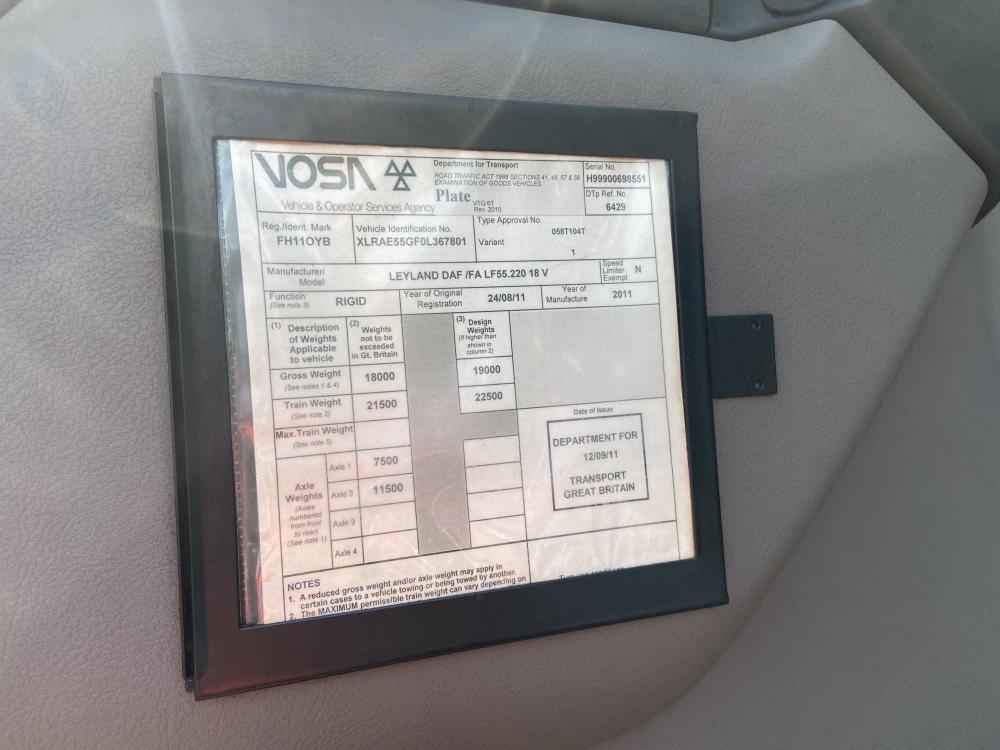 VOSA
Vehicle & Operator Services Agency
Department for Transport
ROAD TRAFFIC ACT 1988 SECTIONS 41, 49, 57 & 58
EXAMINATION OF GOODS VEHICLES
Plate
VTG 6T
Rev. 2010
Serial No.
H99900698551
DTp Ref. No.
6429
Reg./Ident. Mark
FH11OYB
Vehicle Identification No.
XLRAE55GF0L367801
Type Approval No.
058T104T
Variant
1
Manufacturer/
Model
LEYLAND DAF /FA LF55.220 18 V
Speed
Limiter
Exempt
N
Function
(See note 3)
RIGID
Year of Original
Registration
24/08/11
Year of
Manufacture
2011
(1) Description
of Weights
Applicable
to vehicle
(2) Weights
not to be
exceeded
in Gt. Britain
(3) Design
Weights
(if higher than
shown in
column 2)
Gross Weight
(See notes 1 & 4)
18000
19000
Train Weight
(See note 2)
21500
22500
Max.Train Weight
(See note 5)
Axle
Weights
(Axles
numbered
from front
to rear)
(See note 1)
Axle 1
7500
Axle 2
11500
Axle 3
Axle 4
Date of Issue
DEPARTMENT FOR
12/09/11
TRANSPORT
GREAT BRITAIN
NOTES
1. A reduced gross weight and/or axle weight may apply in
certain cases to a vehicle towing or being towed by another.
2. The MAXIMUM permissible train weight can vary depending on